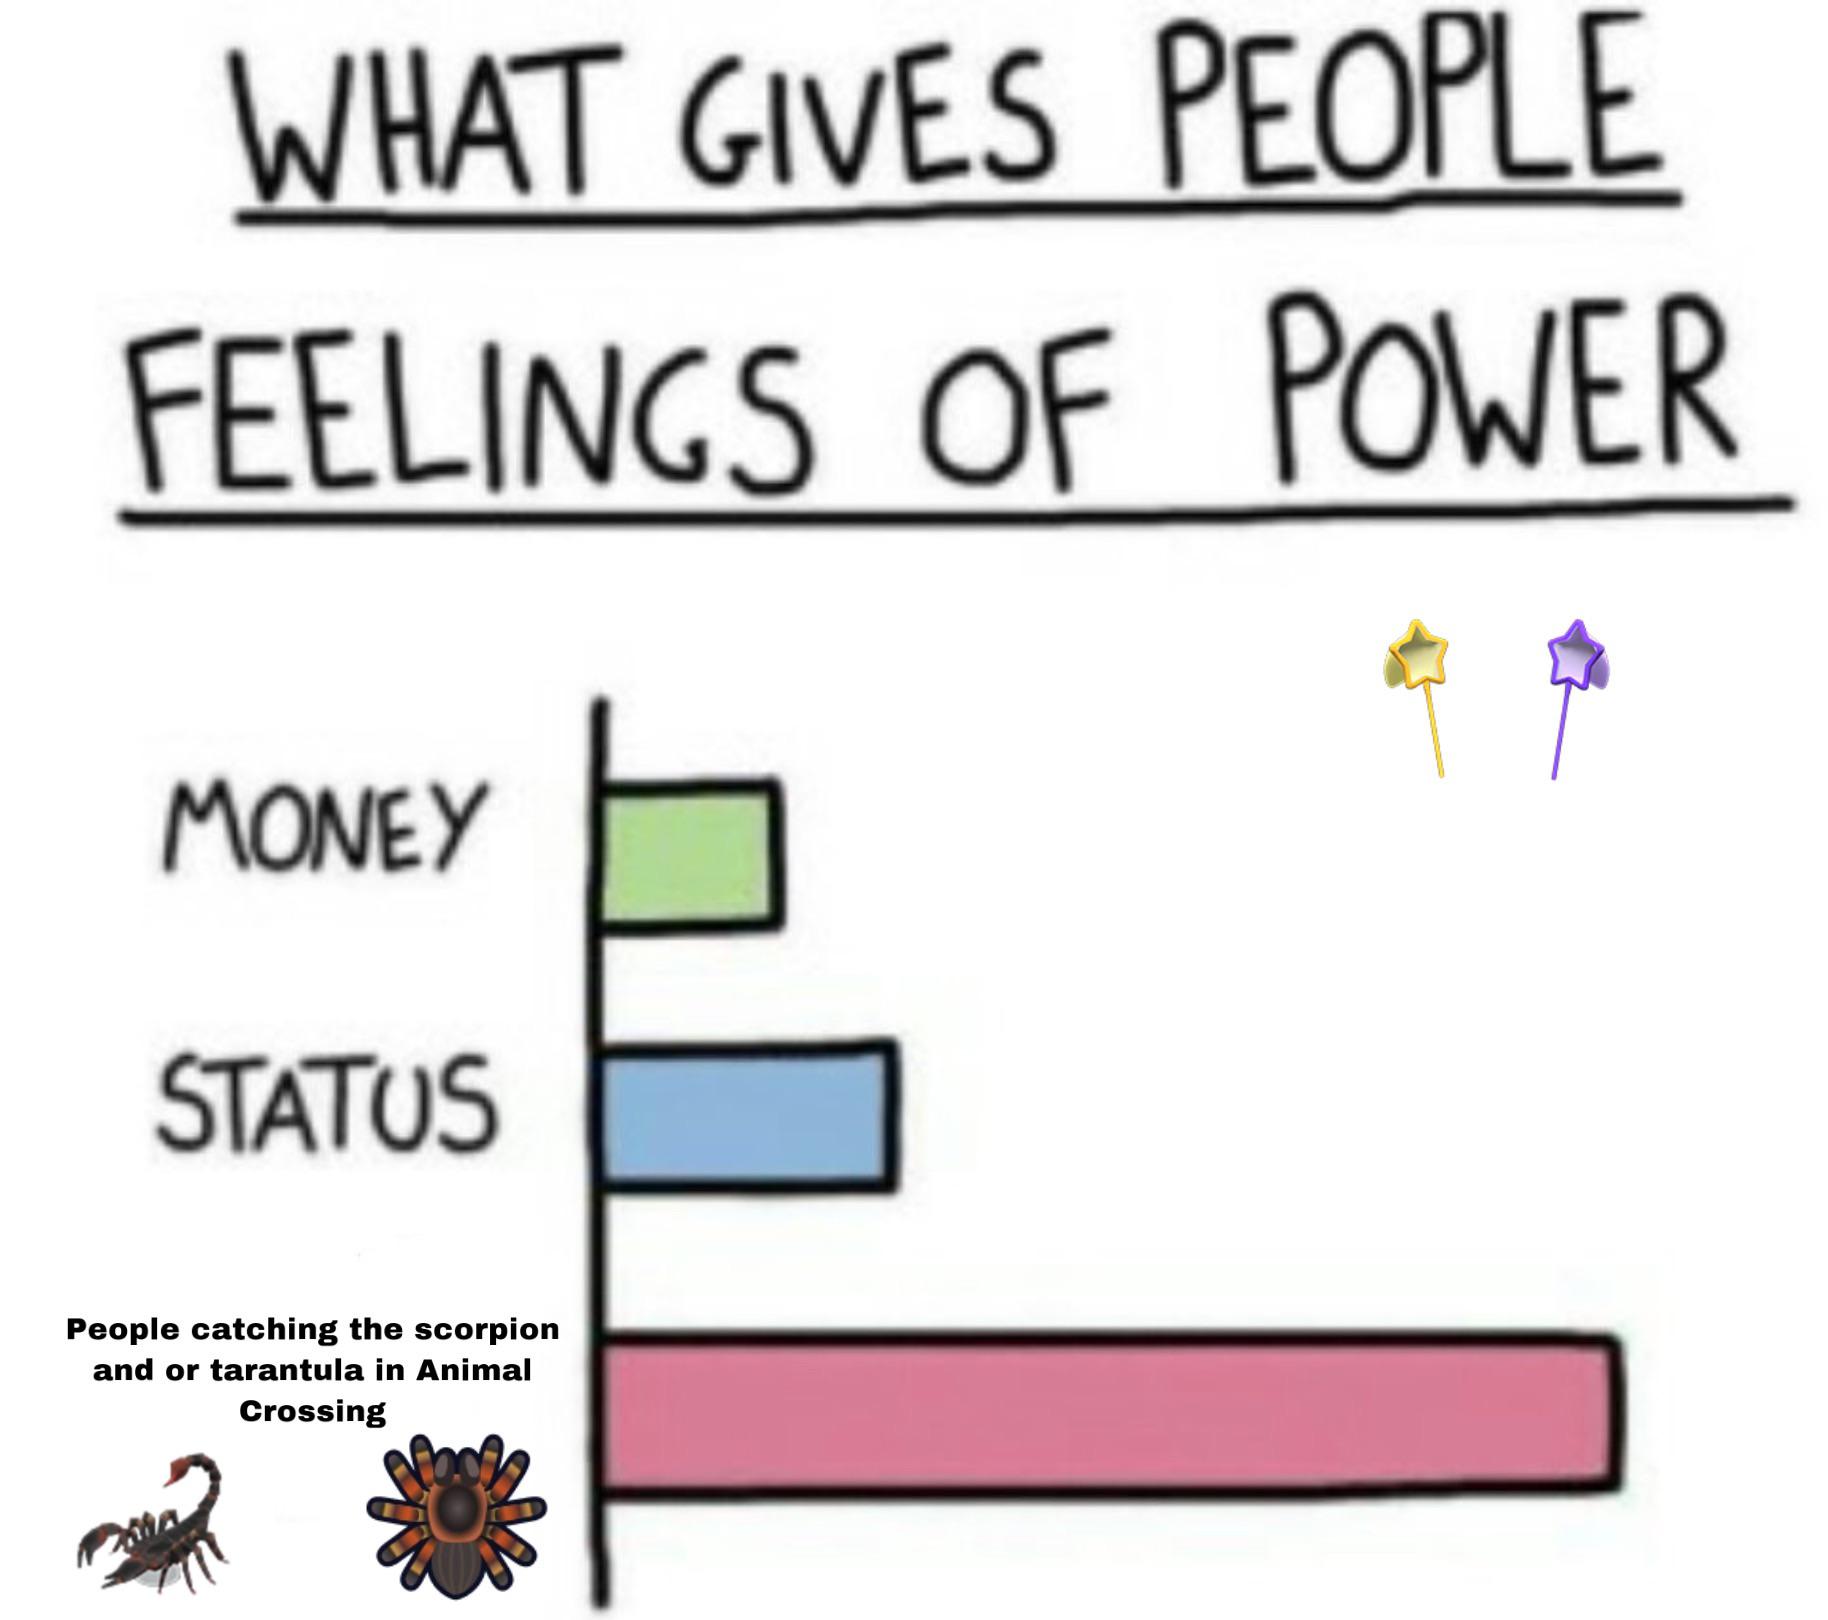 WHAT GIVES PEOPLE
FEELINGS OF POWER
MONEY
STATUS
People catching the scorpion
and or tarantula in Animal
Crossing